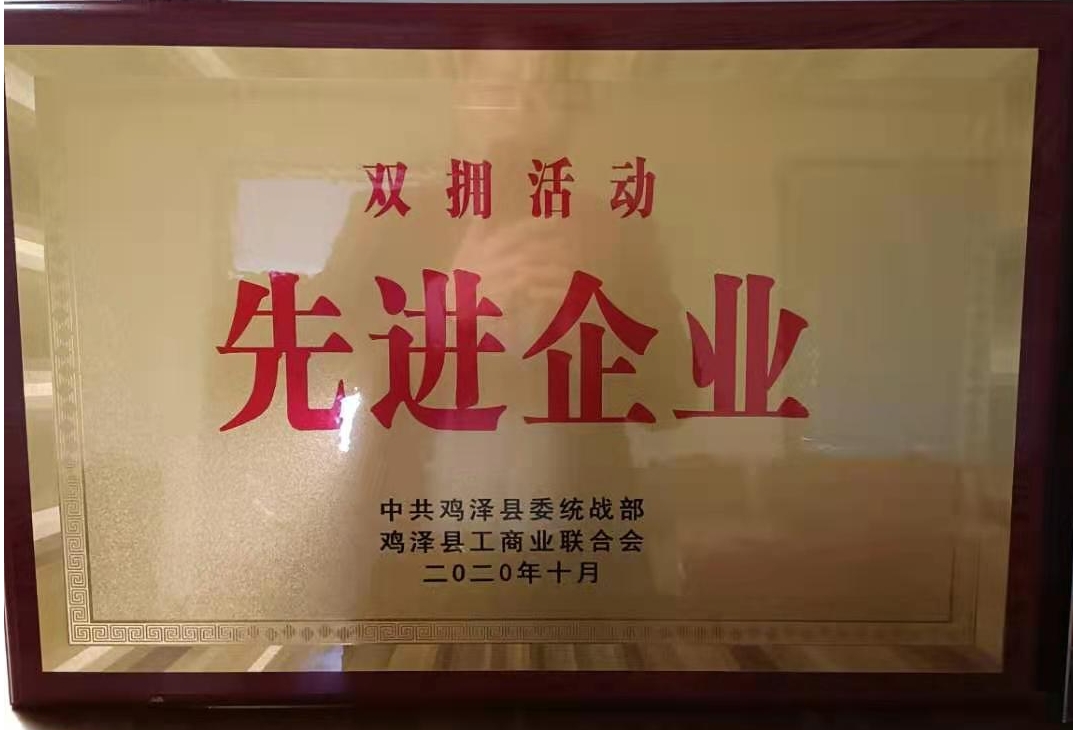 双拥活动
先进企业
中共鸡泽县委统战部
鸡泽县工商业联合会
二〇二〇年十月